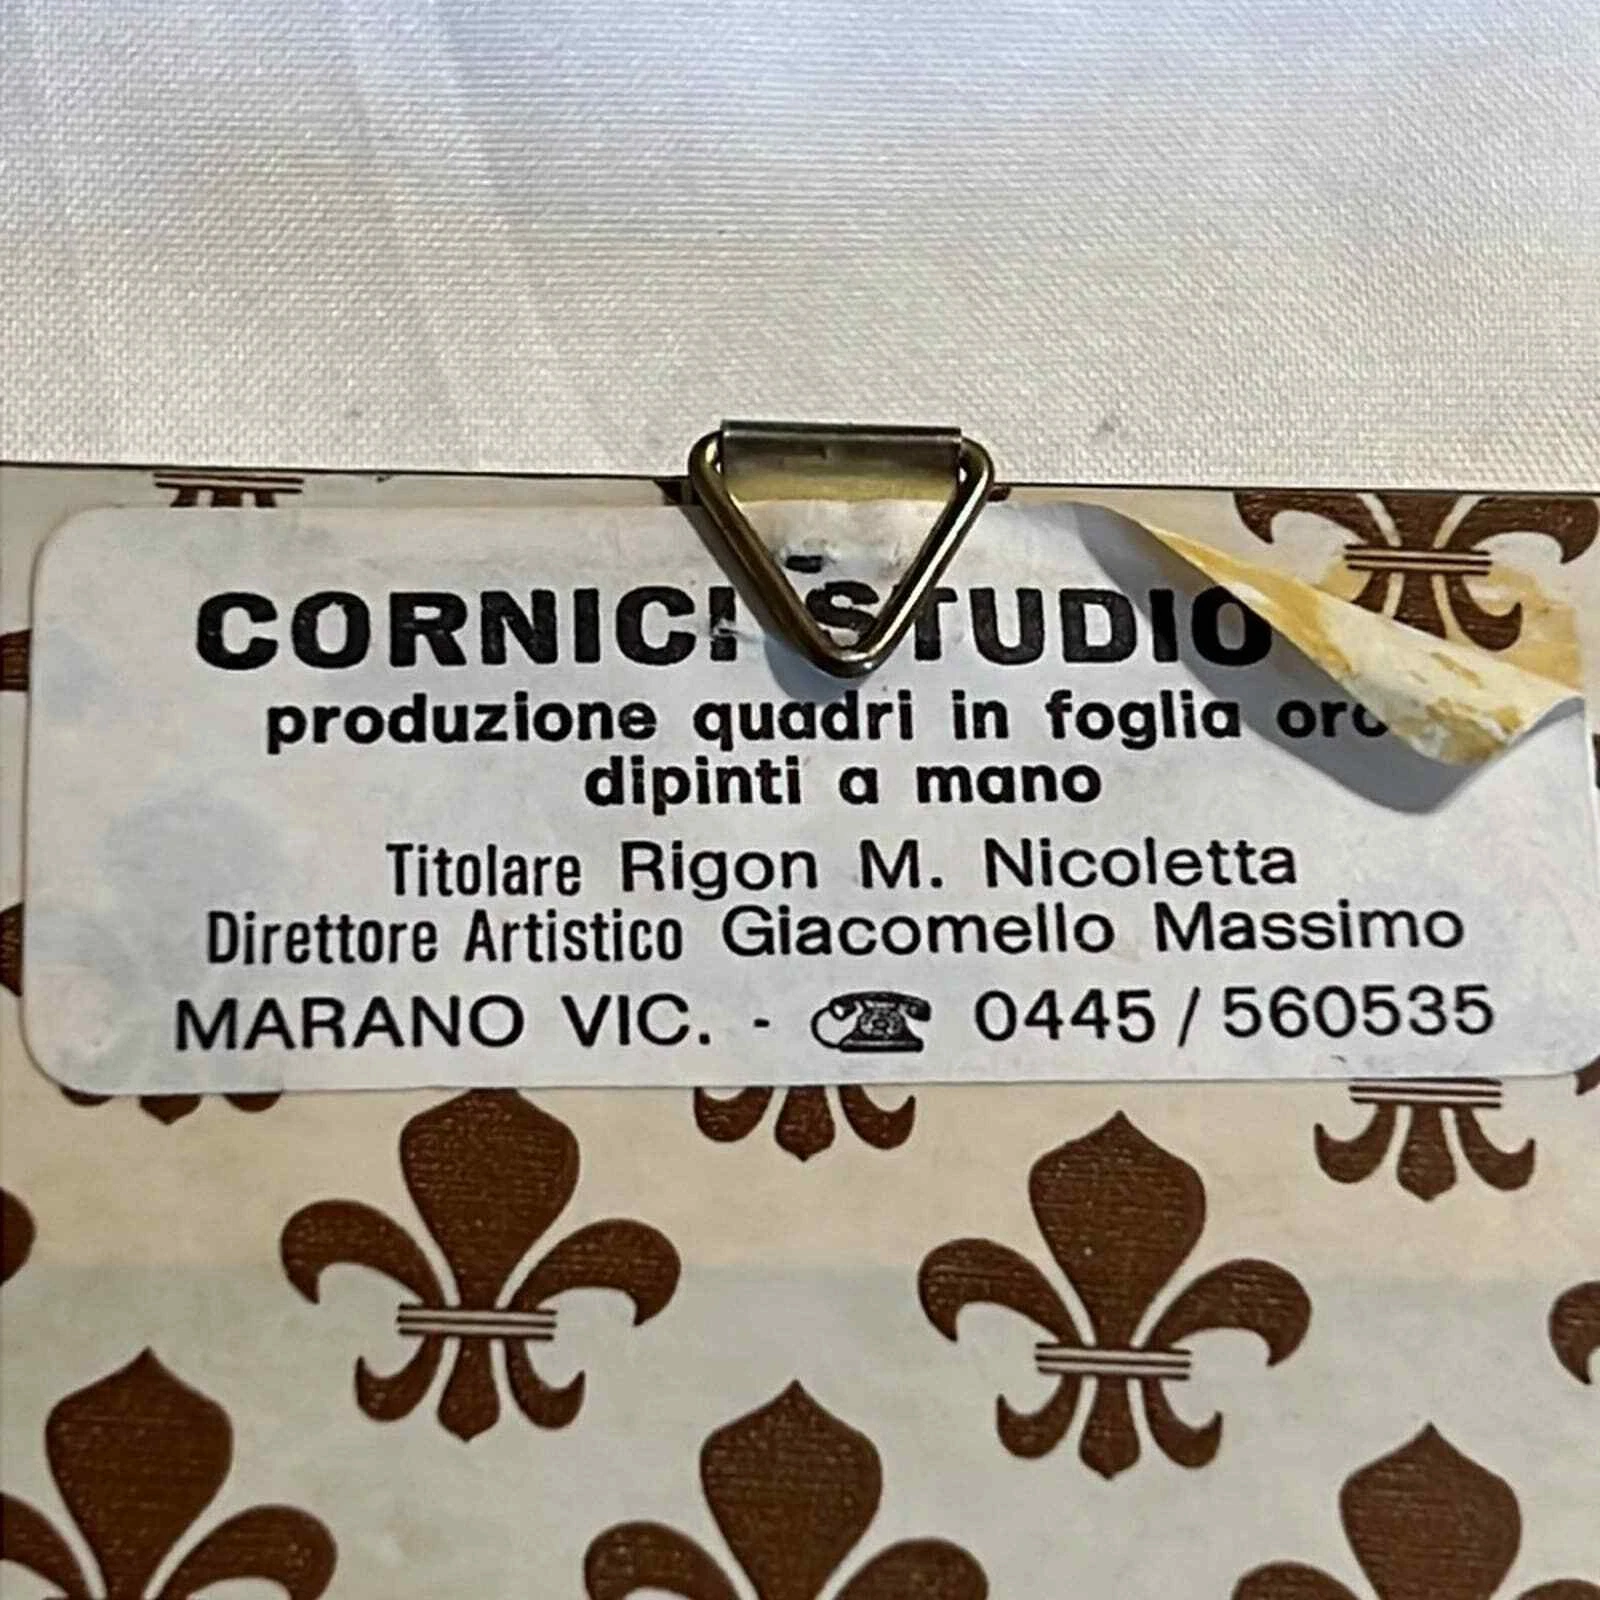 CORNICI STUDIO
produzione quadri in foglia oro
dipinti a mano
Titolare Rigon M. Nicoletta
Direttore Artistico Giacomello Massimo
MARANO VIC. - 0445 / 560535